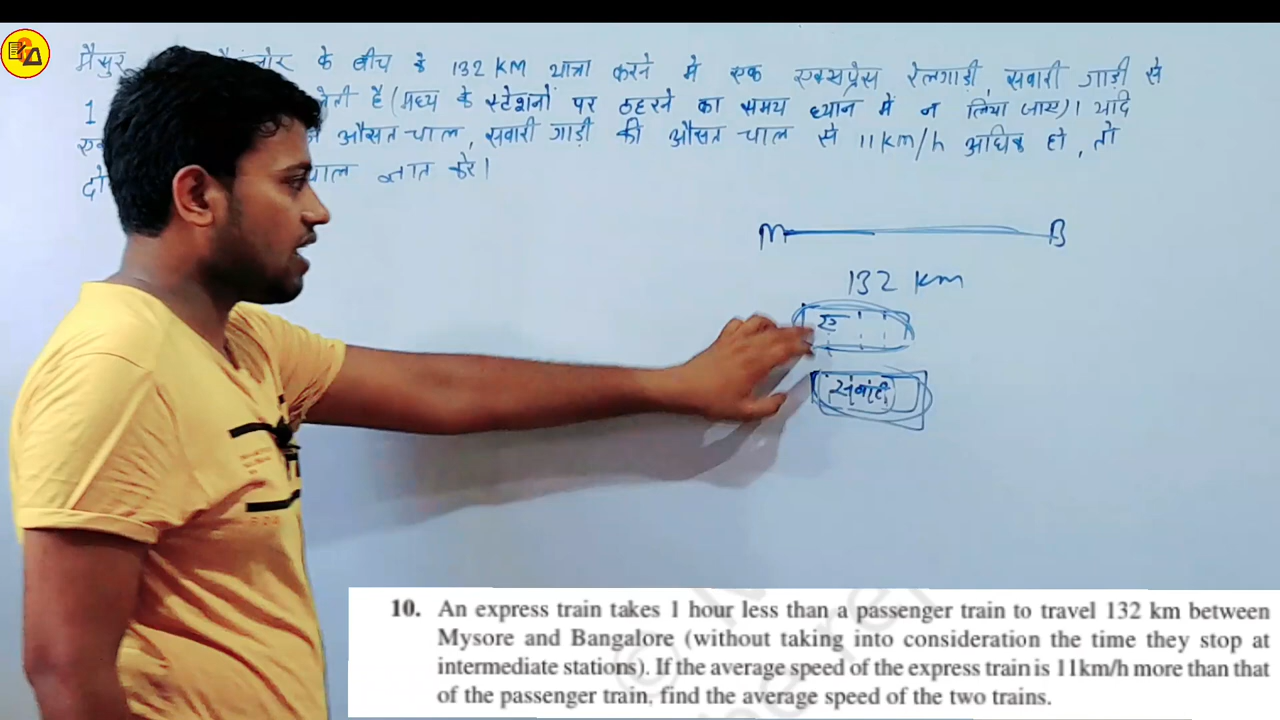 मैसुर के बीच के 132 KM यात्रा करने में एक एक्सप्रेस रेलगाड़ी, सवारी गाड़ी से
1 लेती है (मध्य के स्टेशनों पर ठहरने का समय ध्यान में न लिया जाए)। यदि
औसत चाल, सवारी गाड़ी की औसत चाल से 11 km/h अधिक हो, तो
ज्ञात करे।
M B
132 km
ए
सवारी
10. An express train takes 1 hour less than a passenger train to travel 132 km between
Mysore and Bangalore (without taking into consideration the time they stop at
intermediate stations). If the average speed of the express train is 11km/h more than that
of the passenger train, find the average speed of the two trains.